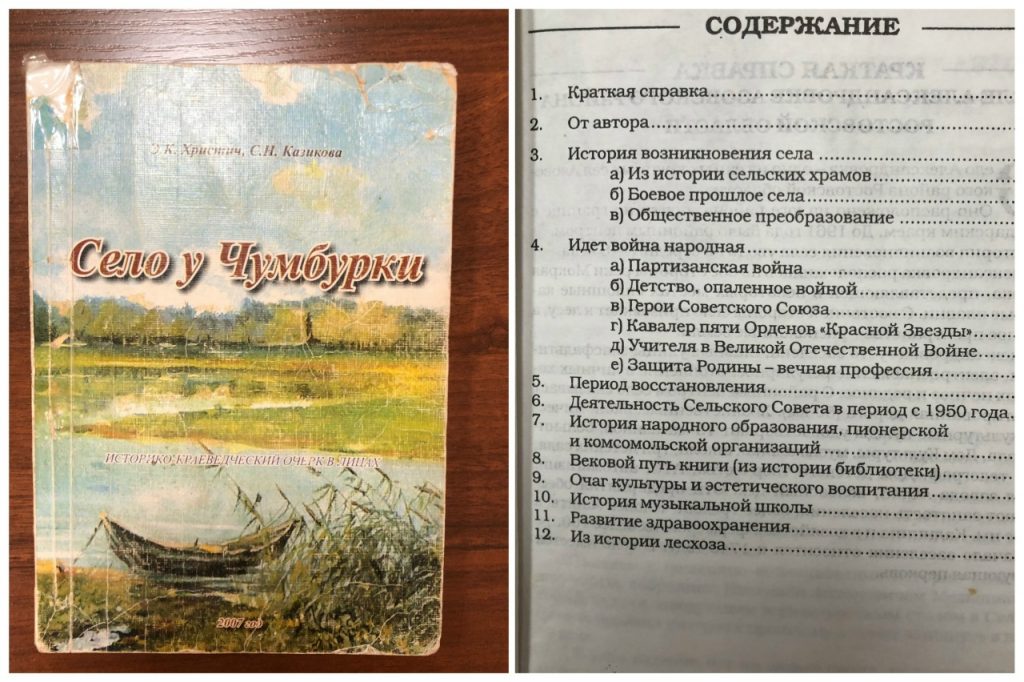 К. Христич, С.Н. Казикова
Село у Чумбурки
ИСТОРИКО-КРАЕВЕДЧЕСКИЙ ОЧЕРК В ЛИЦАХ
2007 год
СОДЕРЖАНИЕ
1. Краткая справка
2. От автора
3. История возникновения села
а) Из истории сельских храмов
б) Боевое прошлое села
в) Общественное преобразование
4. Идет война народная
а) Партизанская война
б) Детство, опаленное войной
в) Герои Советского Союза
г) Кавалер пяти Орденов «Красной Звезды»
д) Учителя в Великой Отечественной Войне
е) Защита Родины – вечная профессия
5. Период восстановления
6. Деятельность Сельского Совета в период с 1950 года
7. История народного образования, пионерской
и комсомольской организаций
8. Вековой путь книги (из истории библиотеки)
9. Очаг культуры и эстетического воспитания
10. История музыкальной школы
11. Развитие здравоохранения
12. Из истории лесхоза